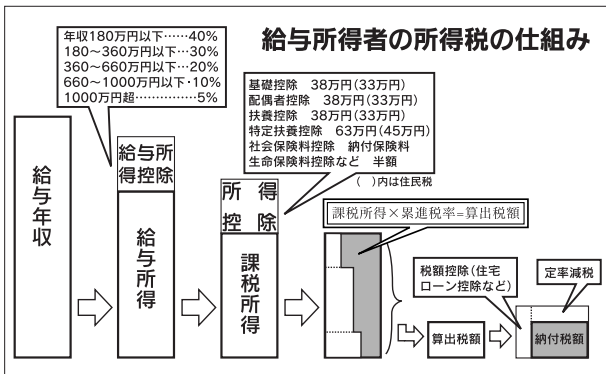 給与所得者の所得税の仕組み
年収180万円以下……40%
180〜360万円以下…30%
360〜660万円以下…20%
660〜1000万円以下･10%
1000万円超……………5%
基礎控除　38万円(33万円)
配偶者控除　38万円(33万円)
扶養控除　38万円(33万円)
特定扶養控除　63万円(45万円)
社会保険料控除　納付保険料
生命保険料控除など　半額
(　)内は住民税
給与年収
給与所
得控除
給与所得
所　得
控　除
課税所得
課税所得×累進税率=算出税額
税額控除(住宅
ローン控除など)
定率減税
算出税額
納付税額